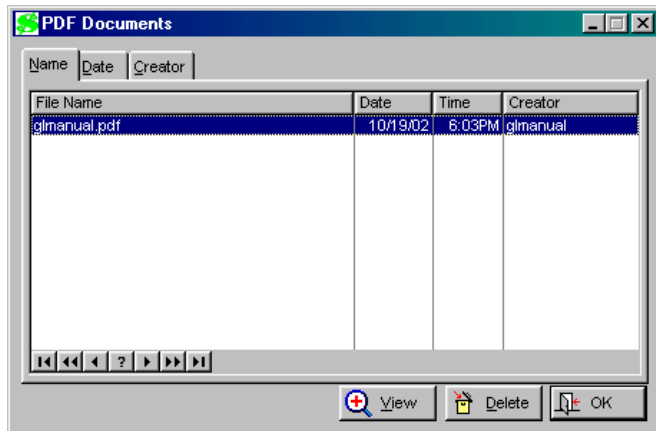 PDF Documents
Name Date Creator
File Name Date Time Creator
glmanual.pdf 10/19/02 6:03PM glmanual
?
View Delete OK